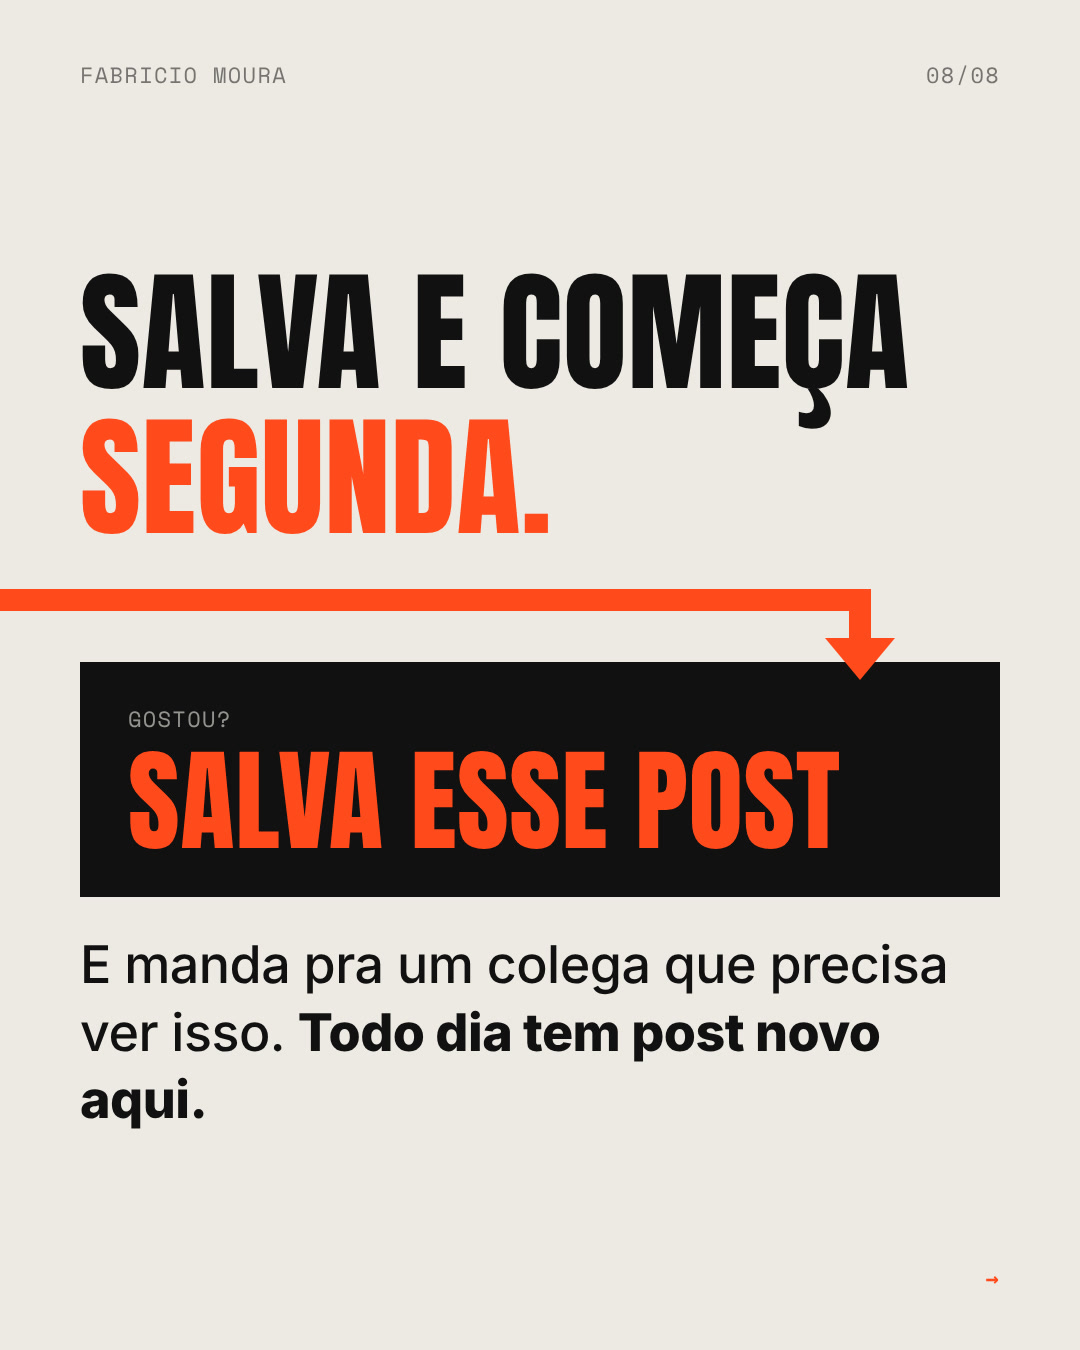 FABRICIO MOURA
08/08
SALVA E COMEÇA
SEGUNDA.
GOSTOU?
SALVA ESSE POST
E manda pra um colega que precisa
ver isso. Todo dia tem post novo
aqui.
→